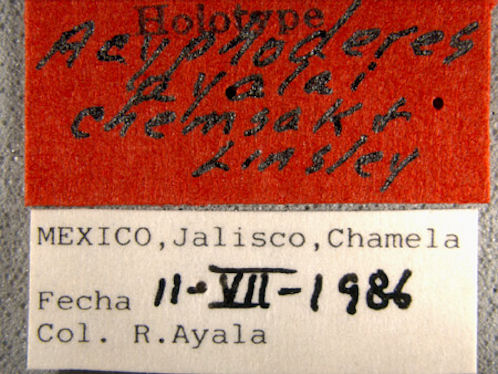 Holotype
Acyphoderes
ayalai
Chemsak &
Linsley
MEXICO,Jalisco,Chamela
Fecha 11-VII-1986
Col. R.Ayala